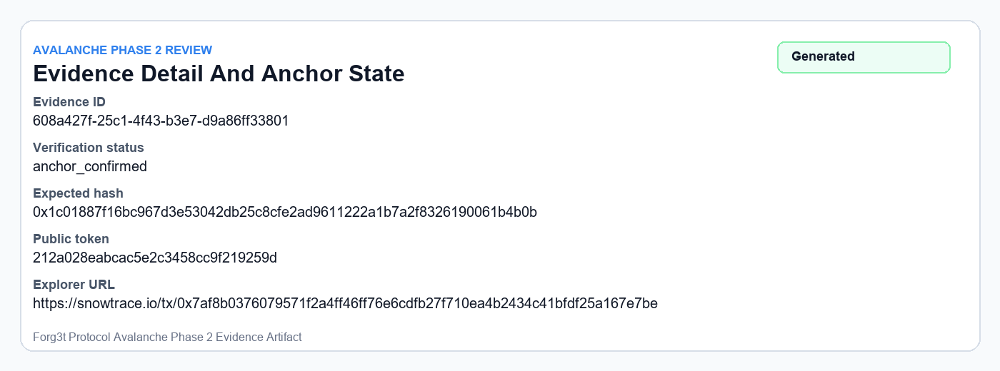 AVALANCHE PHASE 2 REVIEW
Evidence Detail And Anchor State
Generated
Evidence ID
608a427f-25c1-4f43-b3e7-d9a86ff33801
Verification status
anchor_confirmed
Expected hash
0x1c01887f16bc967d3e53042db25c8cfe2ad9611222a1b7a2f8326190061b4b0b
Public token
212a028eabcac5e2c3458cc9f219259d
Explorer URL
https://snowtrace.io/tx/0x7af8b0376079571f2a4ff46ff76e6cdfb27f710ea4b2434c41bfdf25a167e7be
Forg3t Protocol Avalanche Phase 2 Evidence Artifact